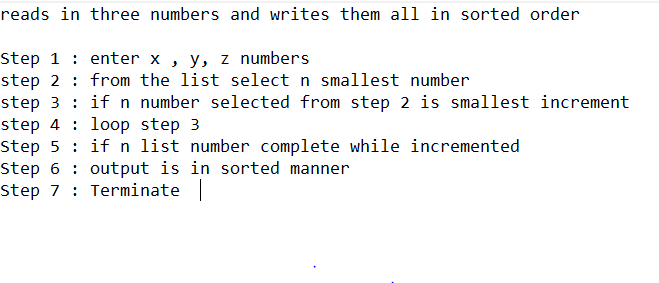 reads in three numbers and writes them all in sorted order
Step 1 : enter x , y, z numbers
step 2 : from the list select n smallest number
step 3 : if n number selected from step 2 is smallest increment
step 4 : loop step 3
Step 5 : if n list number complete while incremented
Step 6 : output is in sorted manner
Step 7 : Terminate